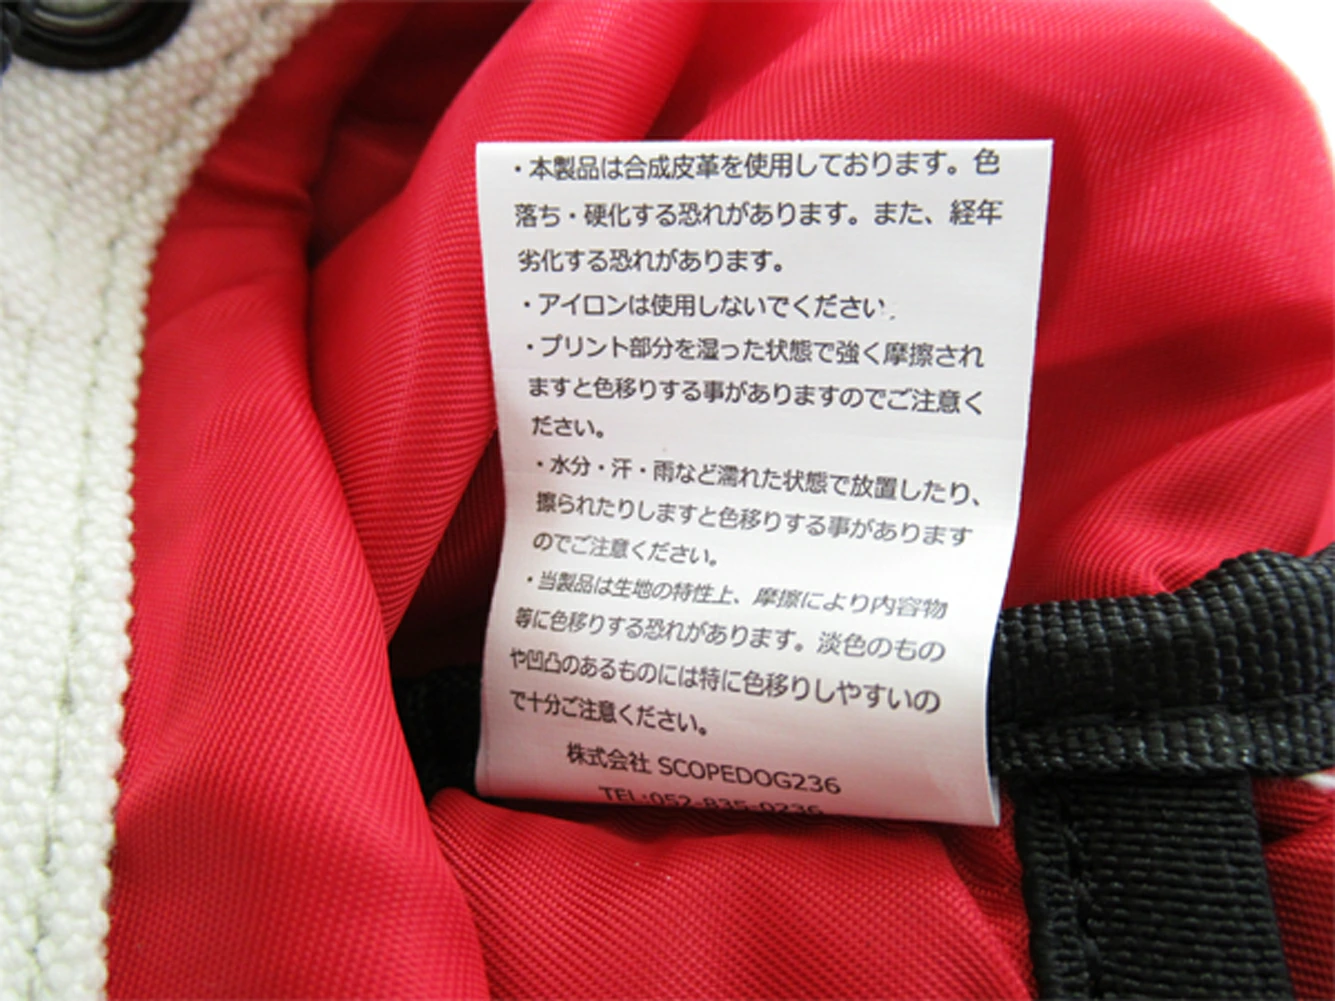 ・本製品は合成皮革を使用しております。色
落ち・硬化する恐れがあります。また、経年
劣化する恐れがあります。
・アイロンは使用しないでください。
・プリント部分を湿った状態で強く摩擦され
ますと色移りする事がありますのでご注意く
ださい。
・水分・汗・雨など濡れた状態で放置したり、
擦られたりしますと色移りする事があります
のでご注意ください。
・当製品は生地の特性上、摩擦により内容物
等に色移りする恐れがあります。淡色のもの
や凹凸のあるものには特に色移りしやすいの
で十分ご注意ください。
株式会社 SCOPEDOG236
TEL:052-835-0236